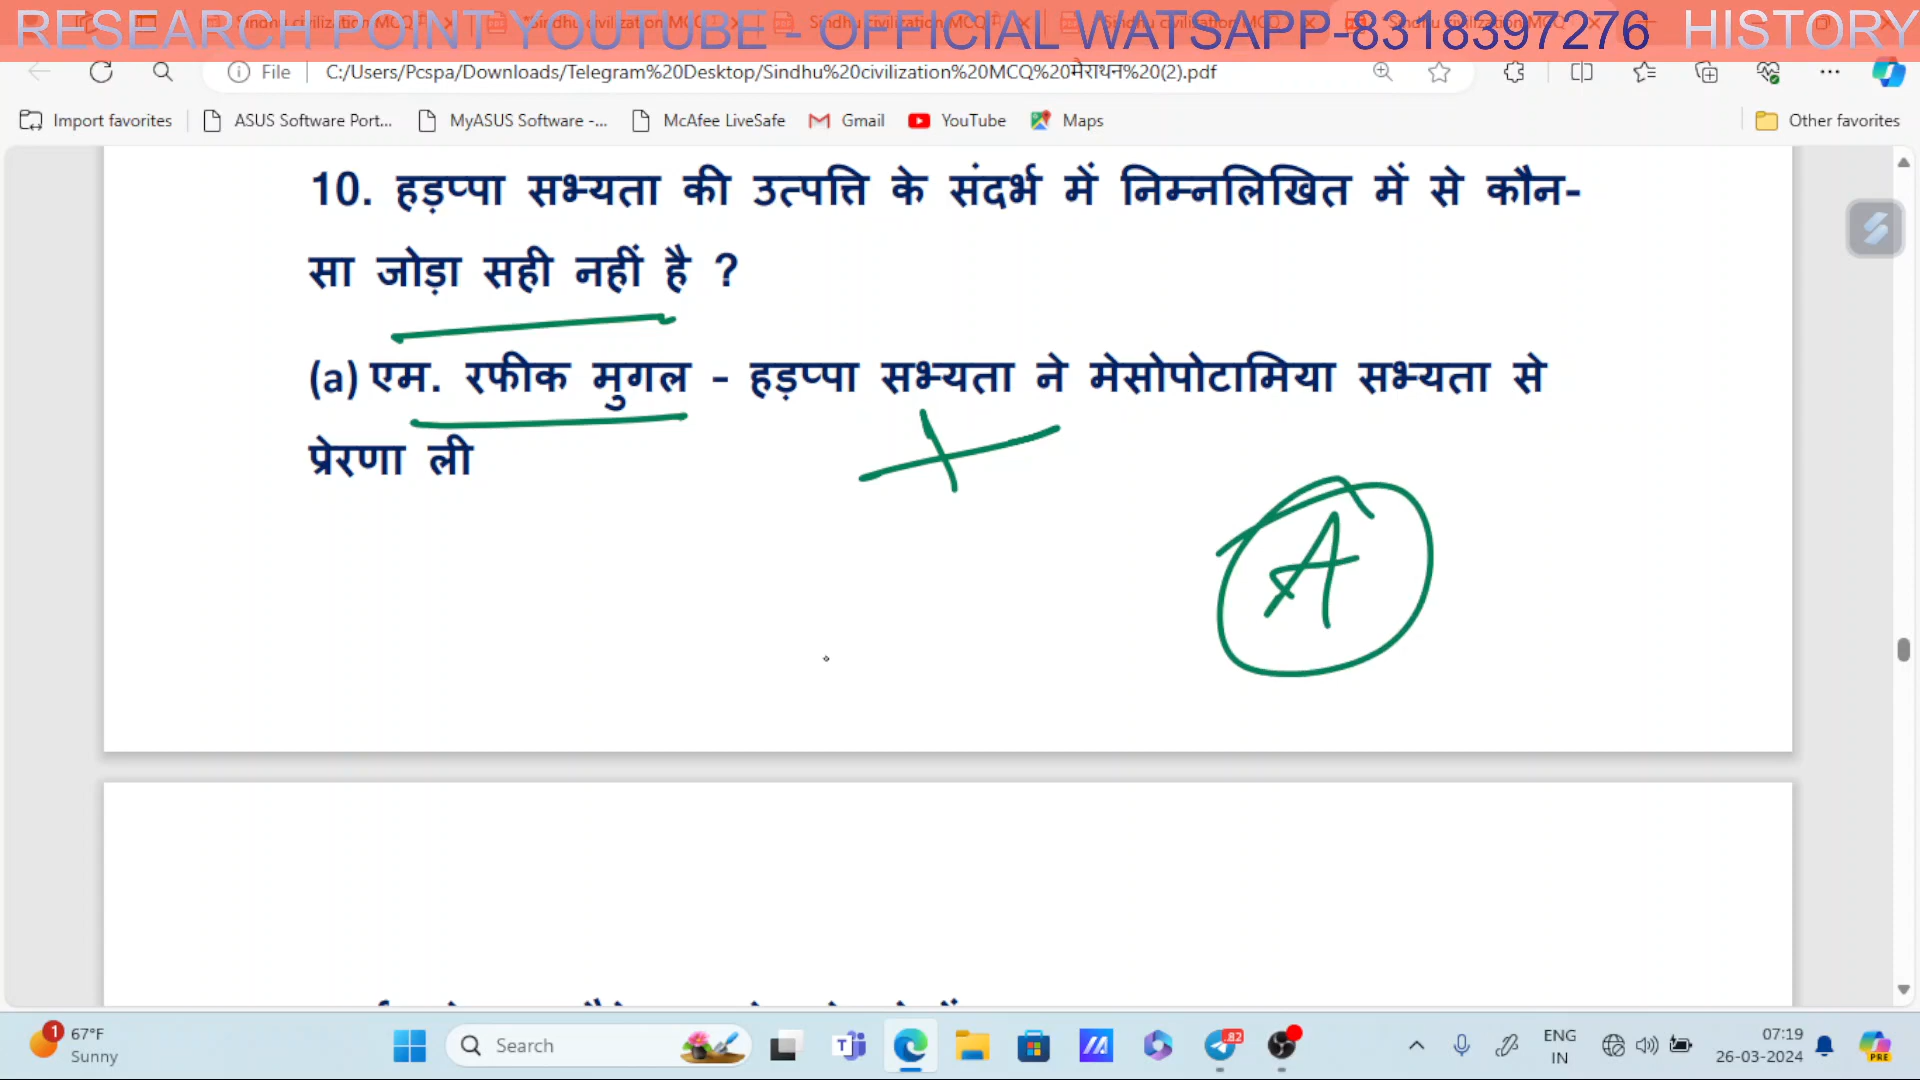 RESEARCH POINT YOUTUBE - OFFICIAL WATSAPP-8318397276 HISTORY
File C:/Users/Pcspa/Downloads/Telegram%20Desktop/Sindhu%20civilization%20MCQ%20मेराथन%20(2).pdf
Import favorites ASUS Software Port... MyASUS Software -... McAfee LiveSafe Gmail YouTube Maps Other favorites
10. हड़प्पा सभ्यता की उत्पत्ति के संदर्भ में निम्नलिखित में से कौन-
सा जोड़ा सही नहीं है ?
(a) एम. रफीक मुगल - हड़प्पा सभ्यता ने मेसोपोटामिया सभ्यता से
प्रेरणा ली
A
1 67°F
Sunny
Search
82
ENG
IN
07:19
26-03-2024
PRE